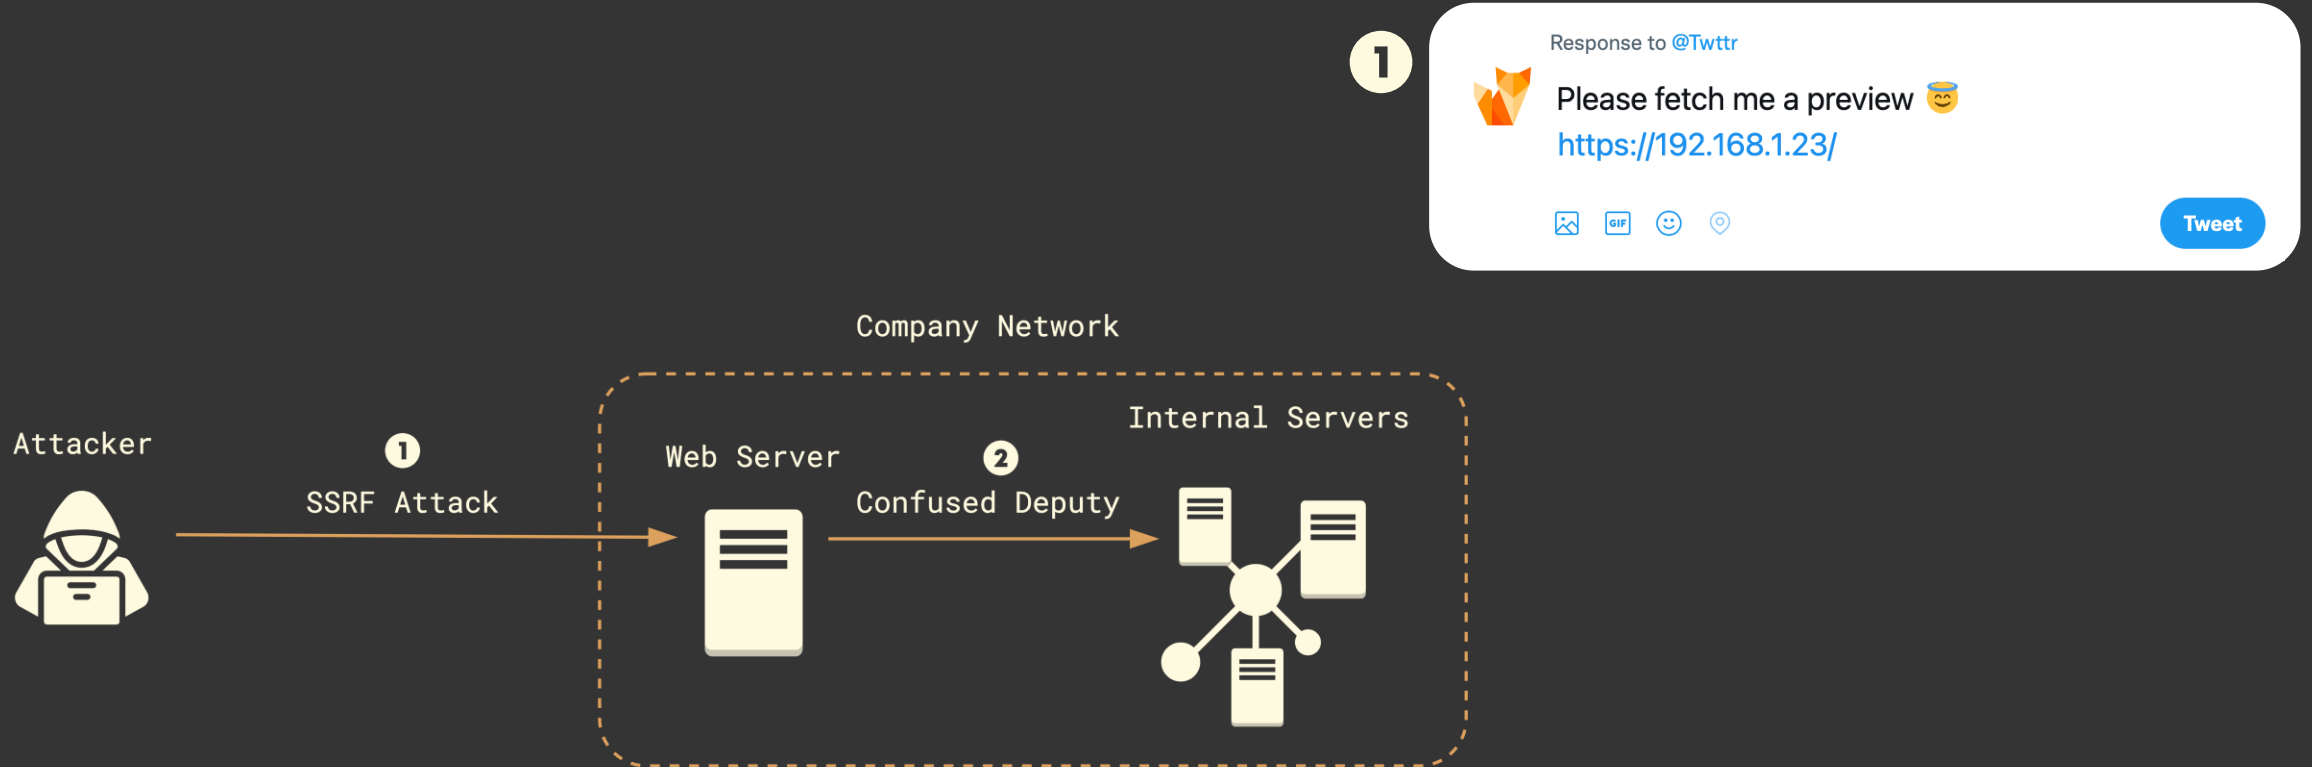 1
Response to @Twttr
Please fetch me a preview 😇
https://192.168.1.23/
GIF
Tweet
Company Network
Internal Servers
Attacker
1
SSRF Attack
Web Server
2
Confused Deputy